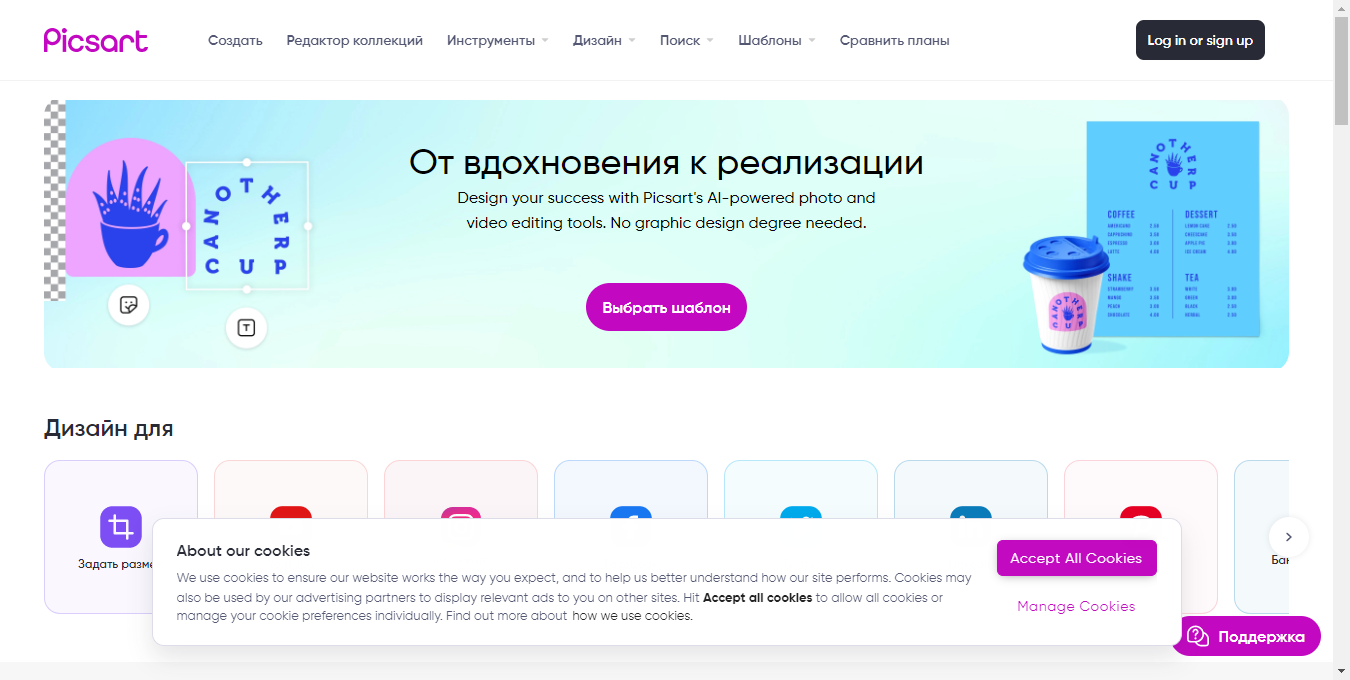 Picsart
Создать
Редактор коллекций
Инструменты
Дизайн
Поиск
Шаблоны
Сравнить планы
Log in or sign up
ANOTHER
CUP
T
От вдохновения к реализации
Design your success with Picsart's AI-powered photo and
video editing tools. No graphic design degree needed.
Выбрать шаблон
ANOTHER
CUP
COFFEE
DESSERT
SHAKE
TEA
ANOTHER
CUP
Дизайн для
Задать разме
Бан
About our cookies
We use cookies to ensure our website works the way you expect, and to help us better understand how our site performs. Cookies may
also be used by our advertising partners to display relevant ads to you on other sites. Hit Accept all cookies to allow all cookies or
manage your cookie preferences individually. Find out more about how we use cookies.
Accept All Cookies
Manage Cookies
Поддержка